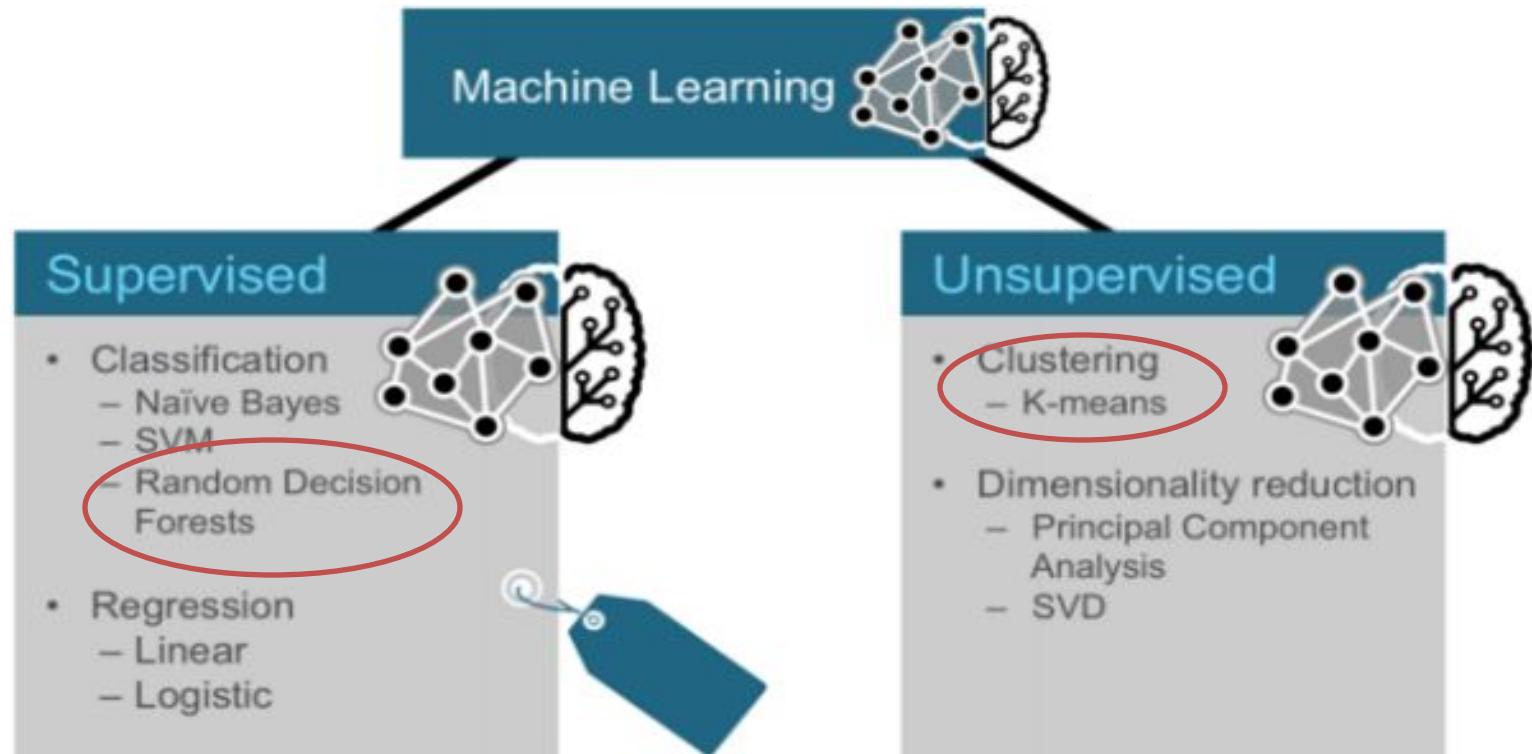 Machine Learning
Supervised
• Classification
– Naïve Bayes
– SVM
– Random Decision
Forests
• Regression
– Linear
– Logistic
Unsupervised
• Clustering
– K-means
• Dimensionality reduction
– Principal Component
Analysis
– SVD